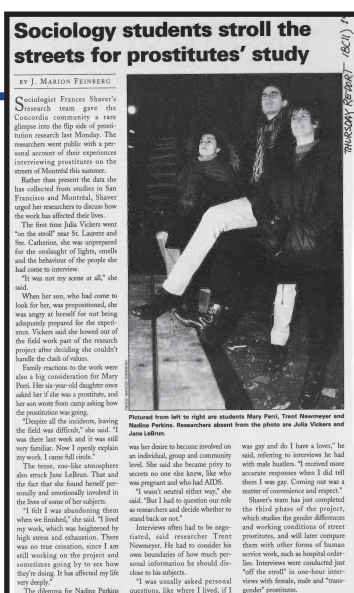 Sociology students stroll the
streets for prostitutes' study
THURSDAY REPORT 18(11)
BY J. MARION FEINBERG
Sociologist Frances Shaver's
research team gave the
Concordia community a rare
glimpse into the flip side of prosti-
tution research last Monday. The
researchers went public with a per-
sonal account of their experiences
interviewing prostitutes on the
streets of Montréal this summer.
Rather than present the data she
has collected from studies in San
Francisco and Montréal, Shaver
urged her researchers to discuss how
the work has affected their lives.
The first time Julia Vickers went
"on the stroll" near St. Laurent and
Ste. Catherine, she was unprepared
for the onslaught of lights, smells
and the behaviour of the people she
had come to interview.
"It was not my scene at all," she
said.
When her son, who had come to
look for her, was propositioned, she
was angry at herself for not being
adequately prepared for the experi-
ence. Vickers said she bowed out of
the field work part of the research
project after deciding she couldn't
handle the clash of values.
Family reactions to the work were
also a big consideration for Mary
Perri. Her six-year-old daughter once
asked her if she was a prostitute, and
her son wrote from camp asking how
the prostitution was going.
"Despite all the incidents, leaving
the field was difficult," she said. "I
was there last week and it was still
very familiar. Now I openly explain
my work. I came full circle."
The tense, zoo-like atmosphere
also struck Jane LeBrun. That and
the fact that she found herself per-
sonally and emotionally involved in
the lives of some of her subjects.
"I felt I was abandoning them
when we finished," she said. "I lived
my work, which was heightened by
high stress and exhaustion. There
was no true cessation, since I am
still working on the project and
sometimes going by to see how
they're doing. It has affected my life
very deeply."
The dilemma for Nadine Perkins
Pictured from left to right are students Mary Perri, Trent Newmeyer and
Nadine Perkins. Researchers absent from the photo are Julia Vickers and
Jane LeBrun.
was her desire to become involved on
an individual, group and community
level. She said she became privy to
secrets no one else knew, like who
was pregnant and who had AIDS.
"I wasn't neutral either way," she
said. "But I had to question our role
as researchers and decide whether to
stand back or not."
Interviews often had to be nego-
tiated, said researcher Trent
Newmeyer. He had to consider his
own boundaries of how much per-
sonal information he should dis-
close to his subjects.
"I was usually asked personal
questions, like where I lived, if I
was gay and do I have a lover," he
said, referring to interviews he had
with male hustlers. "I received more
accurate responses when I did tell
them I was gay. Coming out was a
matter of convenience and respect."
Shaver's team has just completed
the third phase of the project,
which studies the gender differences
and working conditions of street
prostitutes, and will later compare
them with other forms of human
service work, such as hospital order-
lies. Interviews were conducted just
"off the stroll" in one-hour inter-
views with female, male and "trans-
gender" prostitutes.